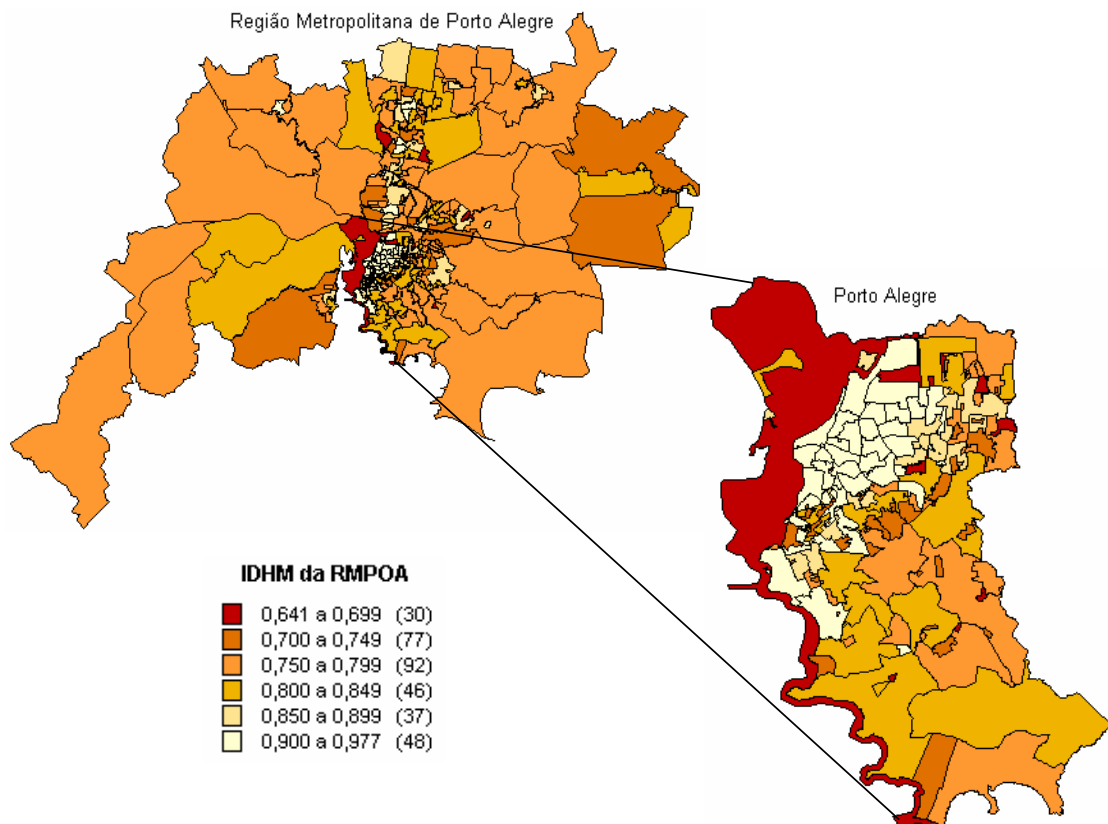 Região Metropolitana de Porto Alegre
Porto Alegre
IDHM da RMPOA
0,641 a 0,699 (30)
0,700 a 0,749 (77)
0,750 a 0,799 (92)
0,800 a 0,849 (46)
0,850 a 0,899 (37)
0,900 a 0,977 (48)